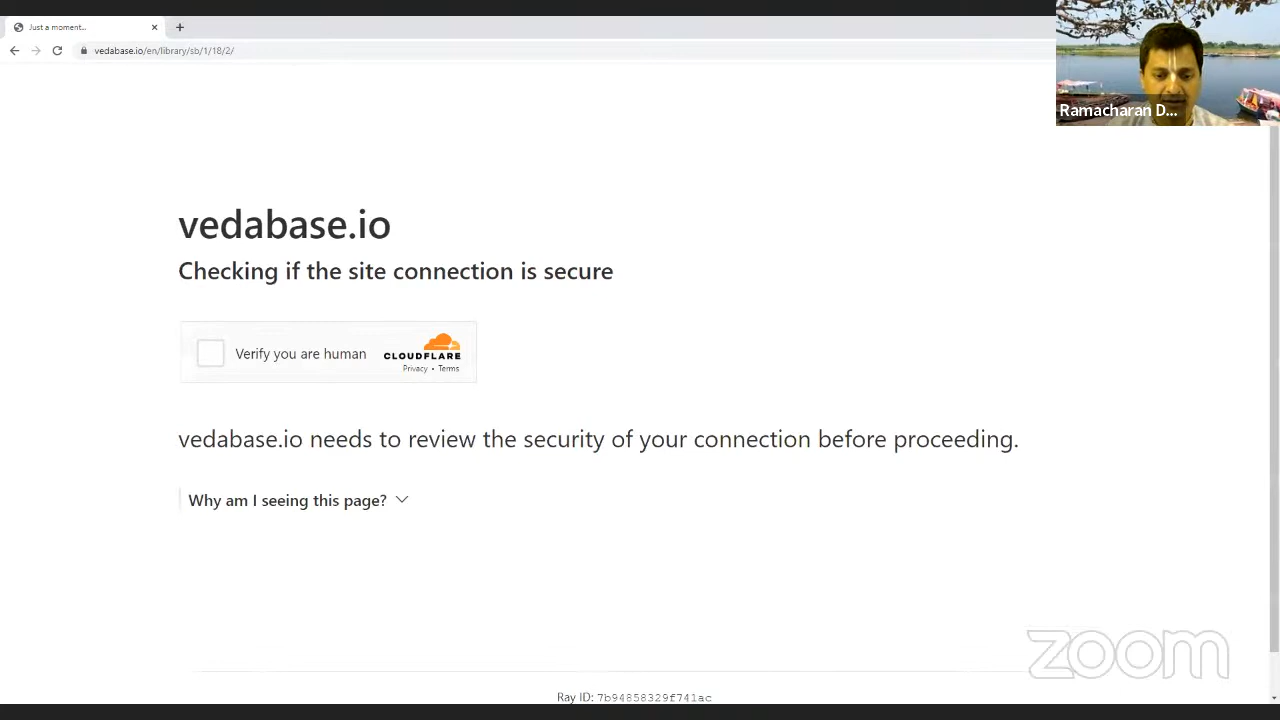 Just a moment...
vedabase.io/en/library/sb/1/18/2/
Ramacharan D...
vedabase.io
Checking if the site connection is secure
Verify you are human
CLOUDFLARE
Privacy • Terms
vedabase.io needs to review the security of your connection before proceeding.
Why am I seeing this page?
zoom
Ray ID: 7b94858329f741ac